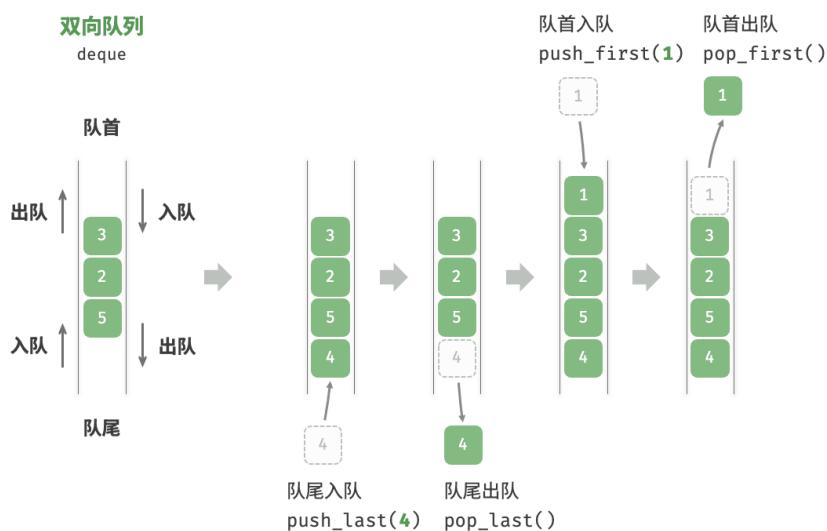 双向队列
deque
队首
出队
入队
3
2
5
入队
出队
队尾
3
2
5
4
4
队尾入队
push_last(4)
3
2
5
4
4
队尾出队
pop_last()
队首入队
push_first(1)
1
1
3
2
5
4
队首出队
pop_first()
1
1
3
2
5
4